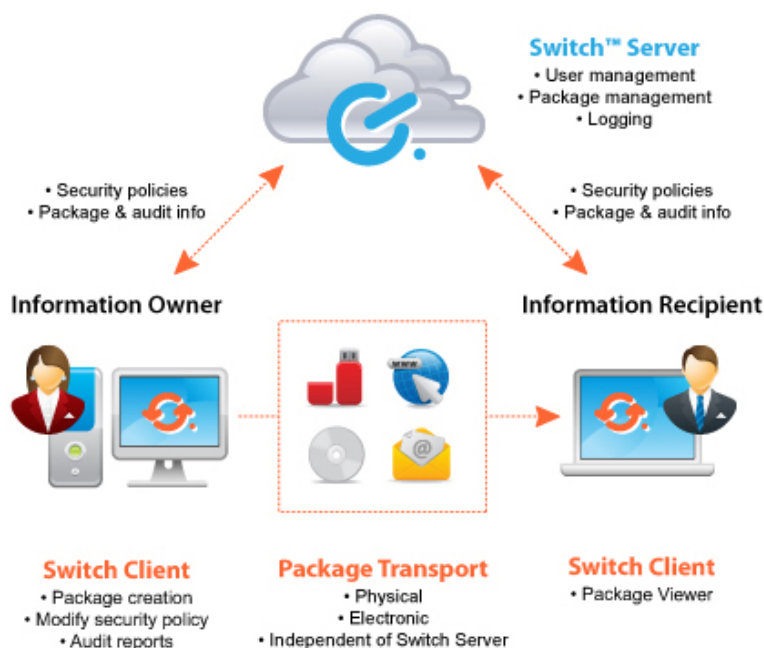 Switch™ Server
• User management
• Package management
• Logging
• Security policies
• Package & audit info
• Security policies
• Package & audit info
Information Owner
Information Recipient
www
@
Switch Client
• Package creation
• Modify security policy
• Audit reports
Package Transport
• Physical
• Electronic
• Independent of Switch Server
Switch Client
• Package Viewer